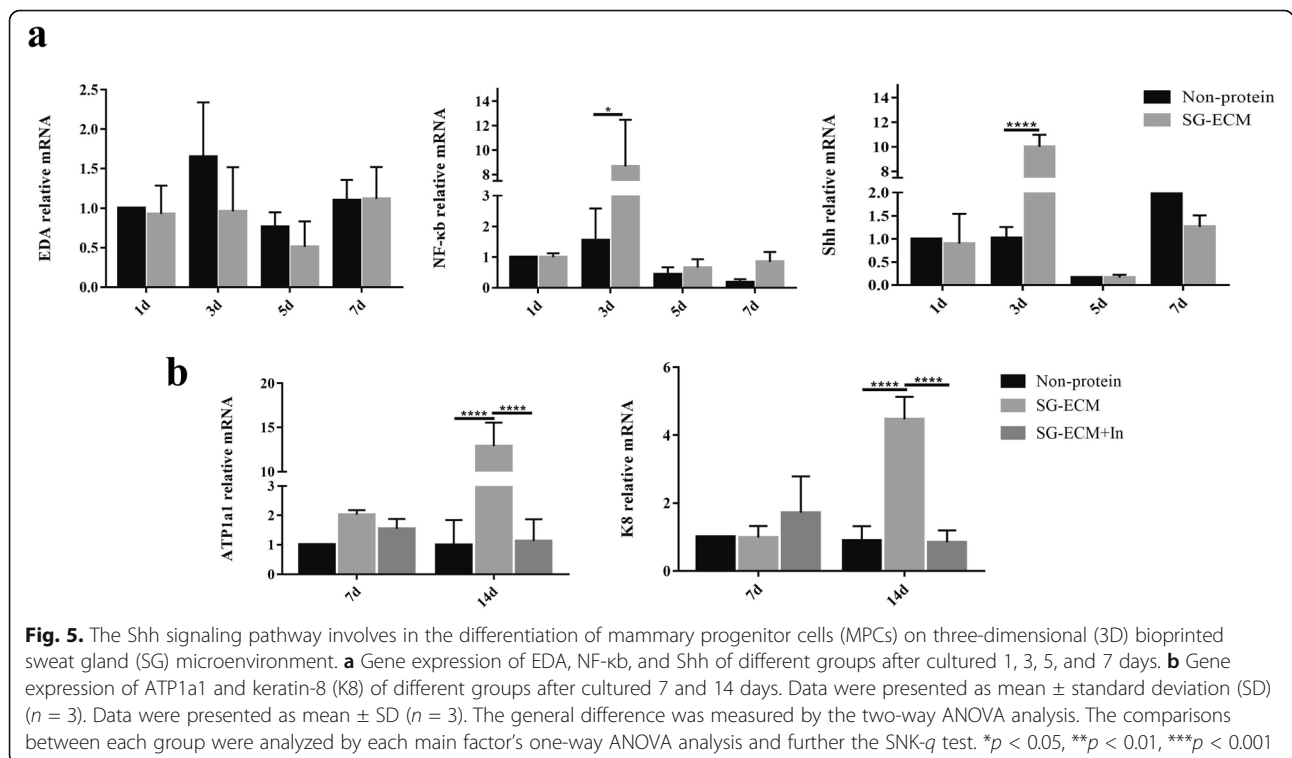 a
EDA relative mRNA
2.5
2.0
1.5
1.0
0.5
0.0
1d
3d
5d
7d
NF-κb relative mRNA
14
12
10
8
6
4
3
2
1
0
*
1d
3d
5d
7d
Shh relative mRNA
14
12
10
8
2.0
1.5
1.0
0.5
0.0
****
1d
3d
5d
7d
Non-protein
SG-ECM
b
ATP1a1 relative mRNA
20
15
10
3
2
1
0
**** ****
7d
14d
K8 relative mRNA
6
4
2
0
**** ****
7d
14d
Non-protein
SG-ECM
SG-ECM+In
Fig. 5. The Shh signaling pathway involves in the differentiation of mammary progenitor cells (MPCs) on three-dimensional (3D) bioprinted
sweat gland (SG) microenvironment. a Gene expression of EDA, NF-κb, and Shh of different groups after cultured 1, 3, 5, and 7 days. b Gene
expression of ATP1a1 and keratin-8 (K8) of different groups after cultured 7 and 14 days. Data were presented as mean ± standard deviation (SD)
(n = 3). Data were presented as mean ± SD (n = 3). The general difference was measured by the two-way ANOVA analysis. The comparisons
between each group were analyzed by each main factor's one-way ANOVA analysis and further the SNK-q test. *p < 0.05, **p < 0.01, ***p < 0.001